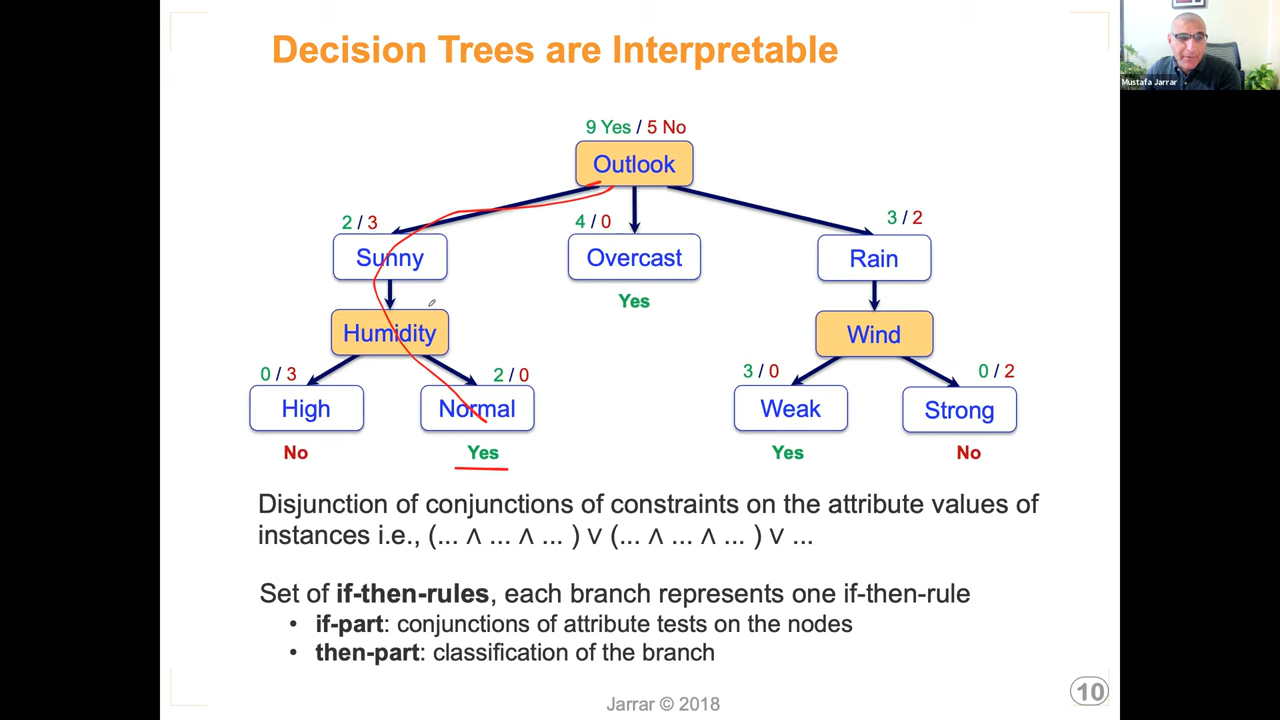 Decision Trees are Interpretable
Mustafa Jarrar
9 Yes / 5 No
Outlook
2 / 3
4 / 0
3 / 2
Sunny
Overcast
Rain
Yes
Humidity
Wind
0 / 3
2 / 0
3 / 0
0 / 2
High
Normal
Weak
Strong
No
Yes
Yes
No
Disjunction of conjunctions of constraints on the attribute values of
instances i.e., (... ∧ ... ∧ ... ) ∨ (... ∧ ... ∧ ... ) ∨ ...
Set of if-then-rules, each branch represents one if-then-rule
• if-part: conjunctions of attribute tests on the nodes
• then-part: classification of the branch
Jarrar © 2018
10